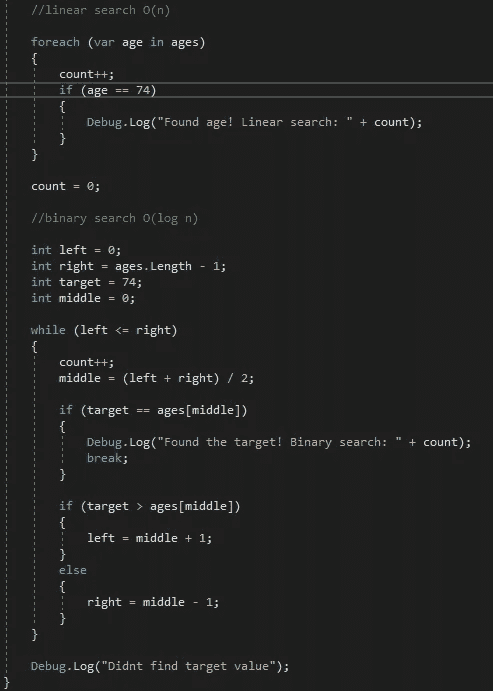 //linear search O(n)
foreach (var age in ages)
{
count++;
if (age == 74)
{
Debug.Log("Found age! Linear search: " + count);
}
}
count = 0;
//binary search O(log n)
int left = 0;
int right = ages.Length - 1;
int target = 74;
int middle = 0;
while (left <= right)
{
count++;
middle = (left + right) / 2;
if (target == ages[middle])
{
Debug.Log("Found the target! Binary search: " + count);
break;
}
if (target > ages[middle])
{
left = middle + 1;
}
else
{
right = middle - 1;
}
}
Debug.Log("Didnt find target value");
}